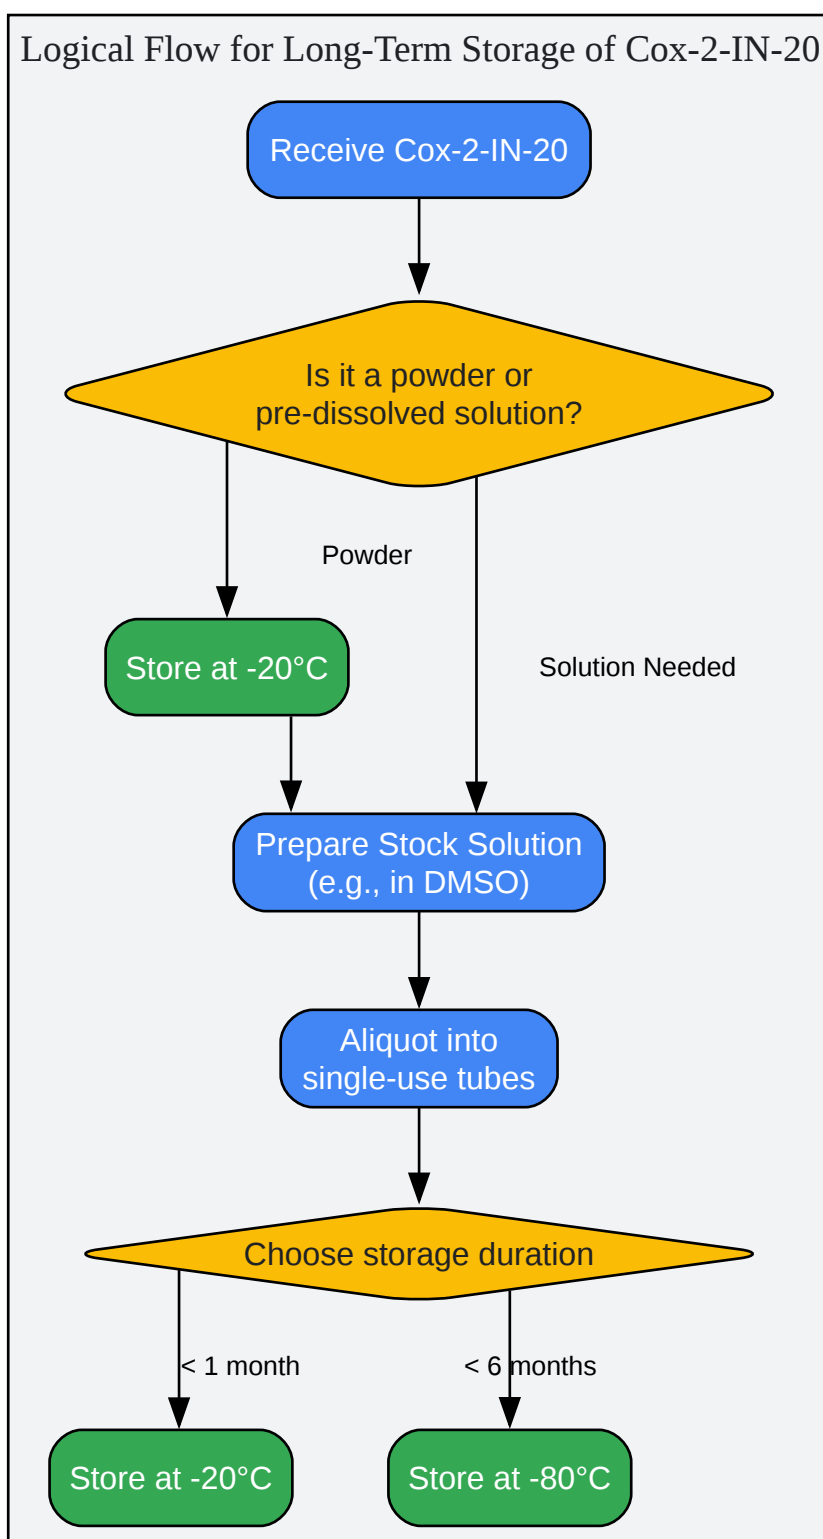 Logical Flow for Long-Term Storage of Cox-2-IN-20
Receive Cox-2-IN-20
Is it a powder or
pre-dissolved solution?
Powder
Store at -20°C
Solution Needed
Prepare Stock Solution
(e.g., in DMSO)
Aliquot into
single-use tubes
Choose storage duration
< 1 month
< 6 months
Store at -20°C
Store at -80°C